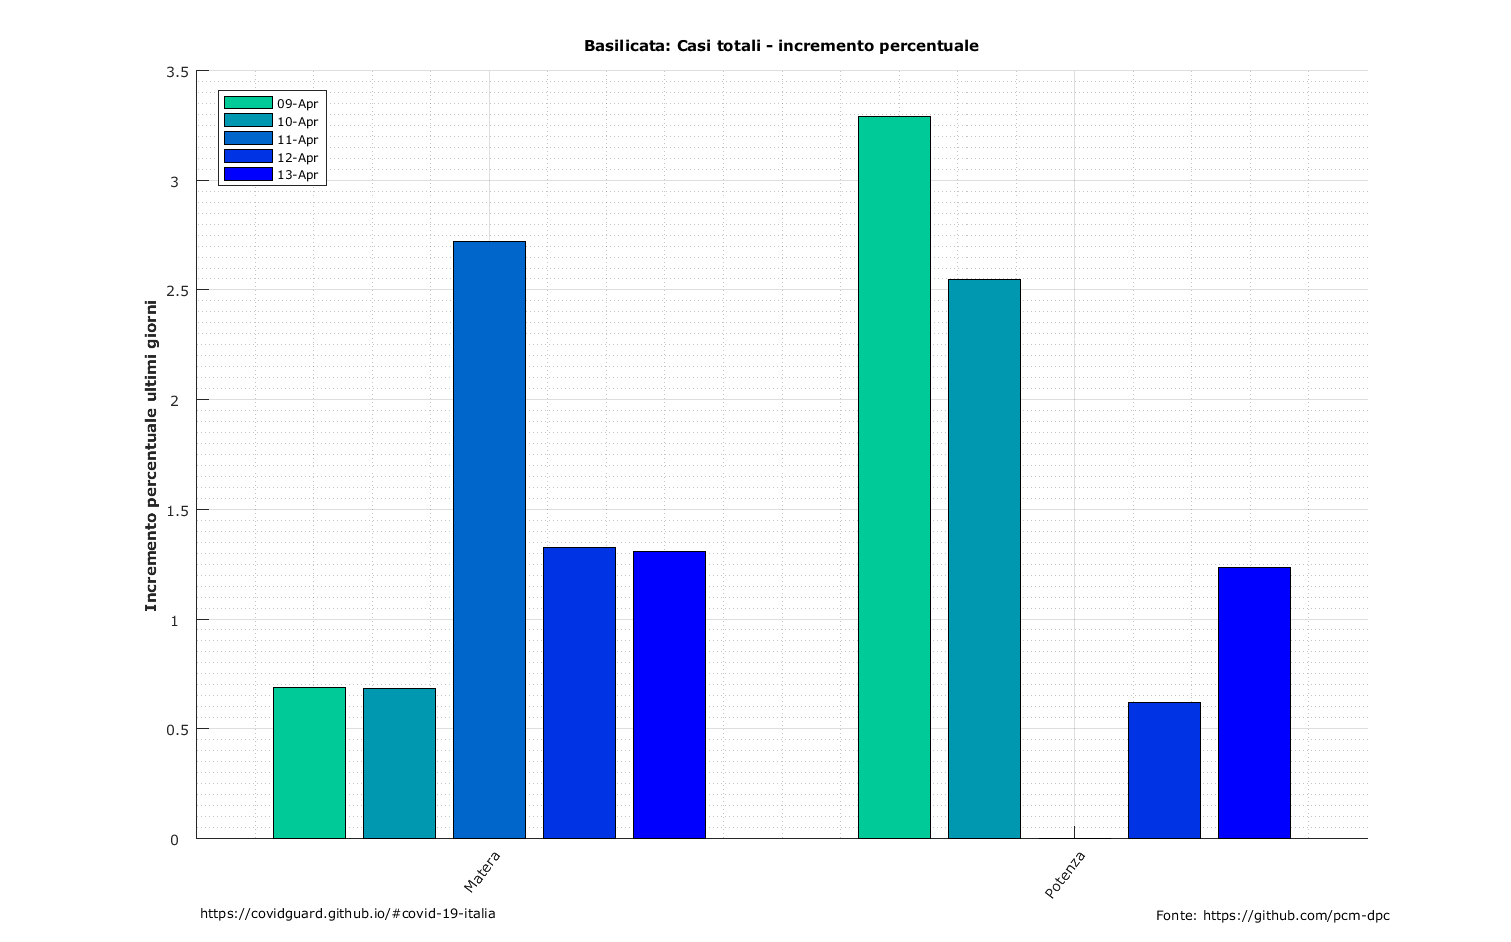 Basilicata: Casi totali - incremento percentuale
3.5
3
2.5
2
1.5
1
0.5
0
Incremento percentuale ultimi giorni
09-Apr
10-Apr
11-Apr
12-Apr
13-Apr
Matera
Potenza
https://covidguard.github.io/#covid-19-italia
Fonte: https://github.com/pcm-dpc